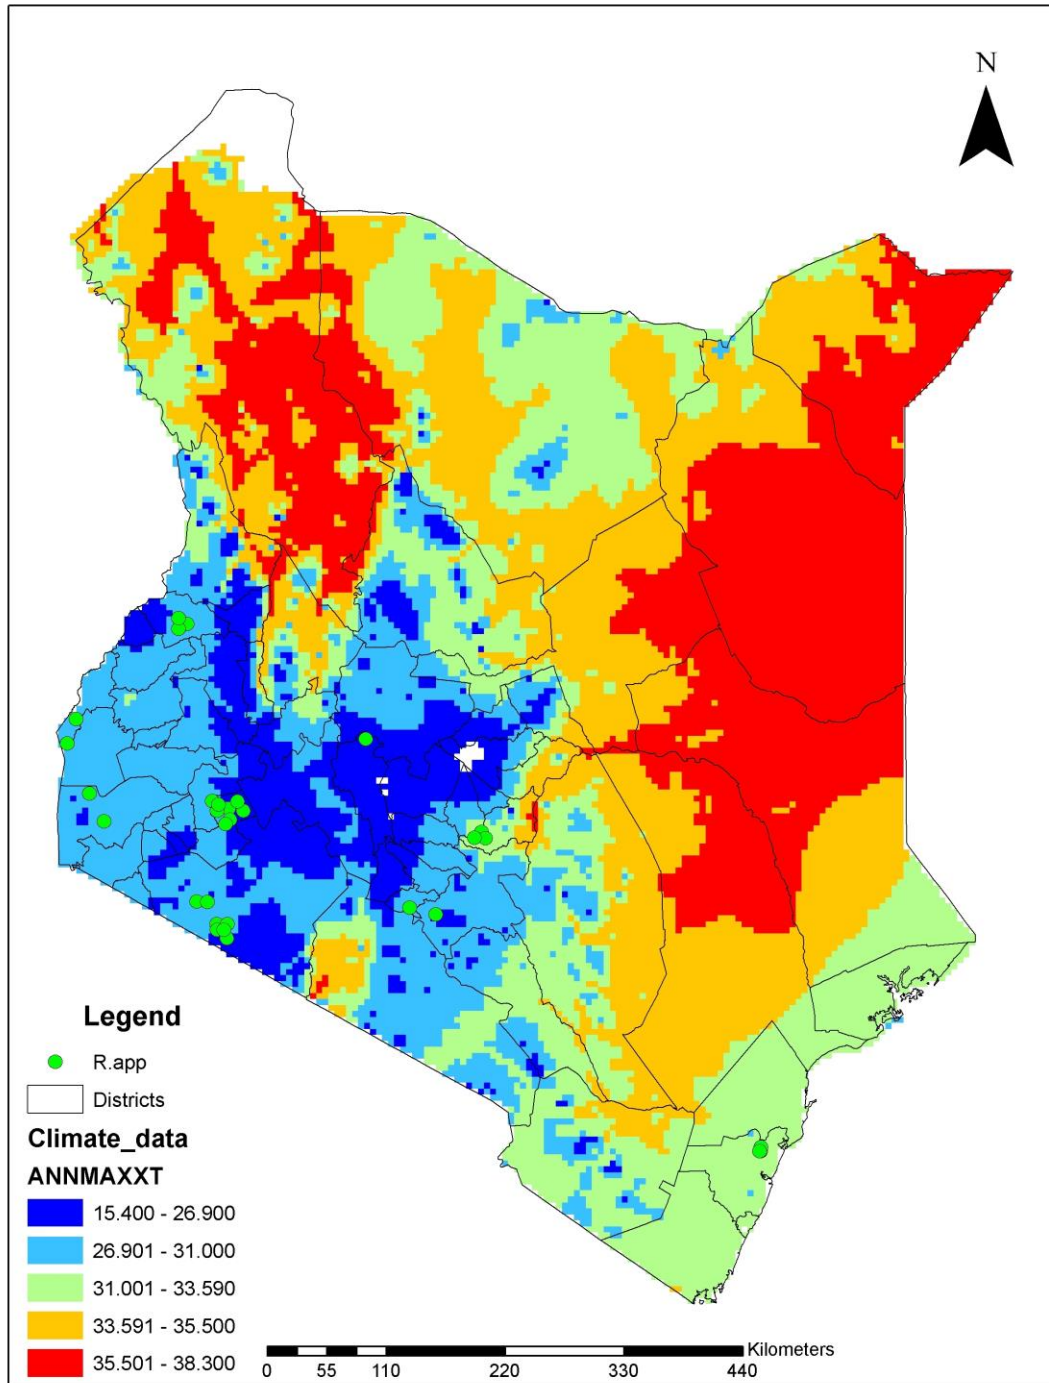 N
Legend
R.app
Districts
Climate_data
ANNMAXXT
15.400 - 26.900
26.901 - 31.000
31.001 - 33.590
33.591 - 35.500
35.501 - 38.300
Kilometers
0 55 110 220 330 440